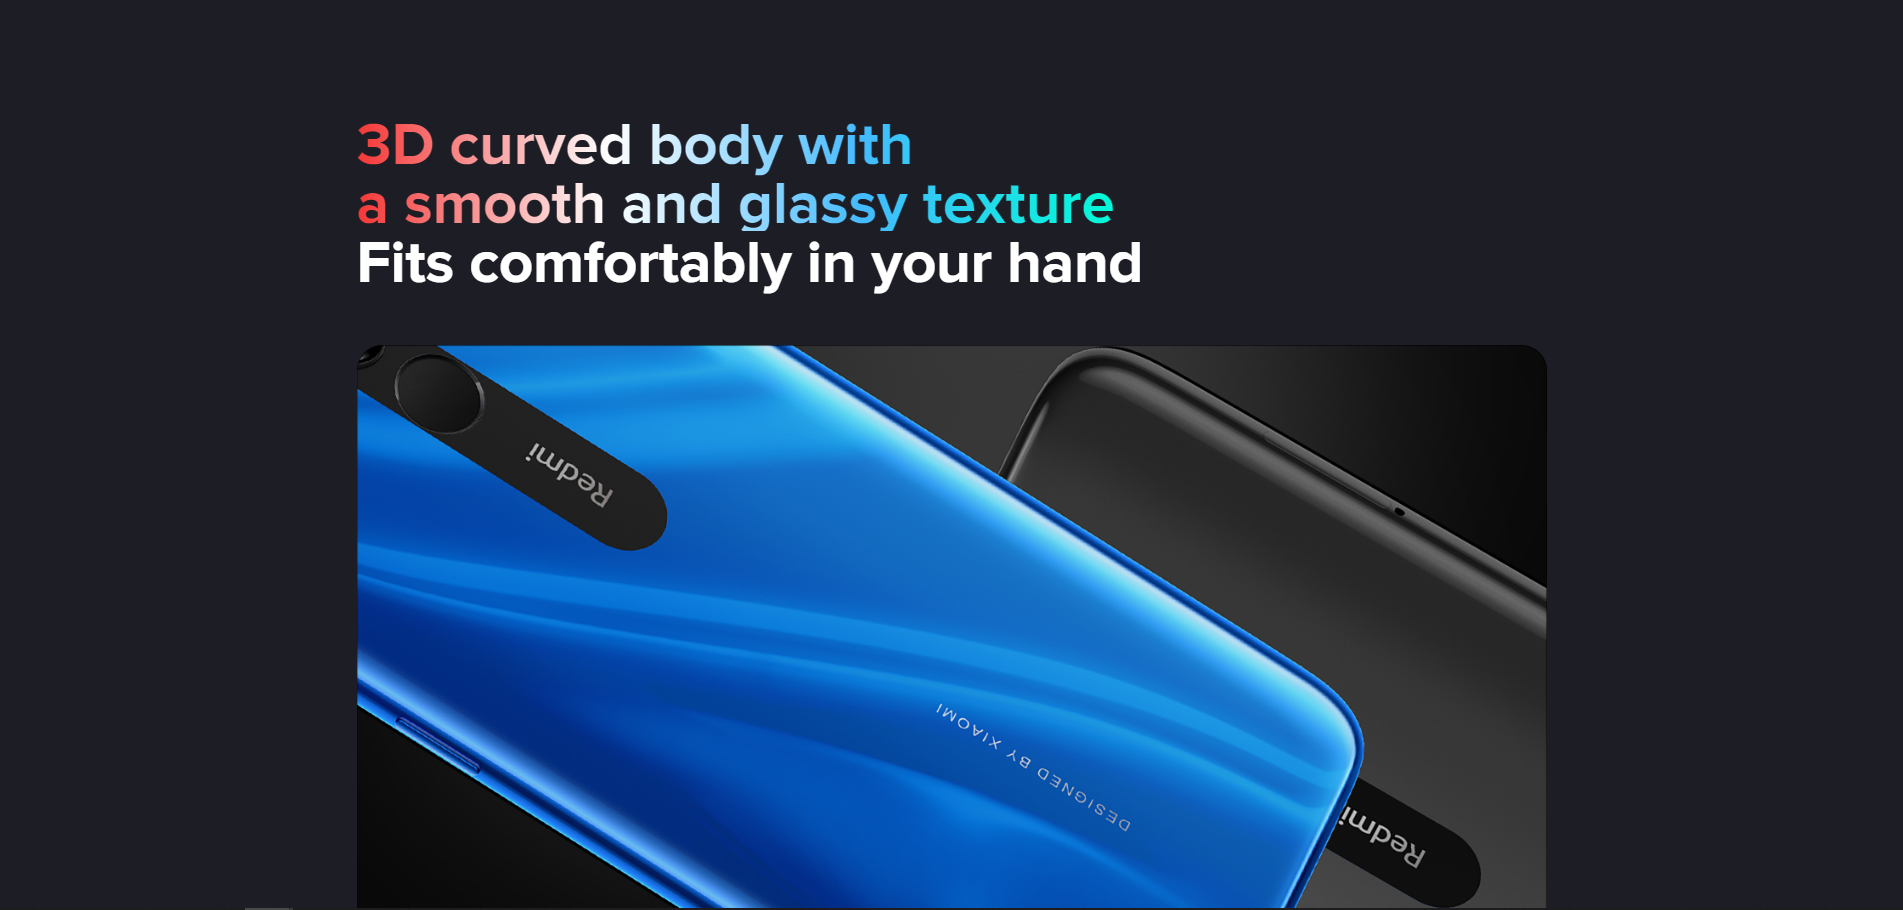 3D curved body with
a smooth and glassy texture
Fits comfortably in your hand
Redmi
DESIGNED BY XIAOMI
Redmi